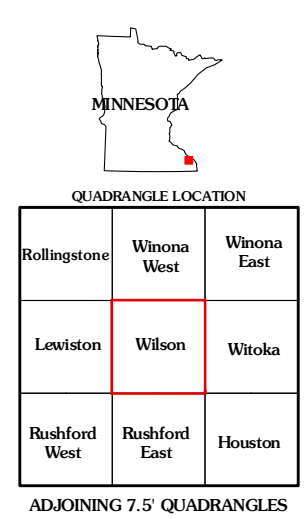 MINNESOTA
QUADRANGLE LOCATION
Rollingstone
Winona
West
Winona
East
Lewiston
Wilson
Witoka
Rushford
West
Rushford
East
Houston
ADJOINING 7.5' QUADRANGLES